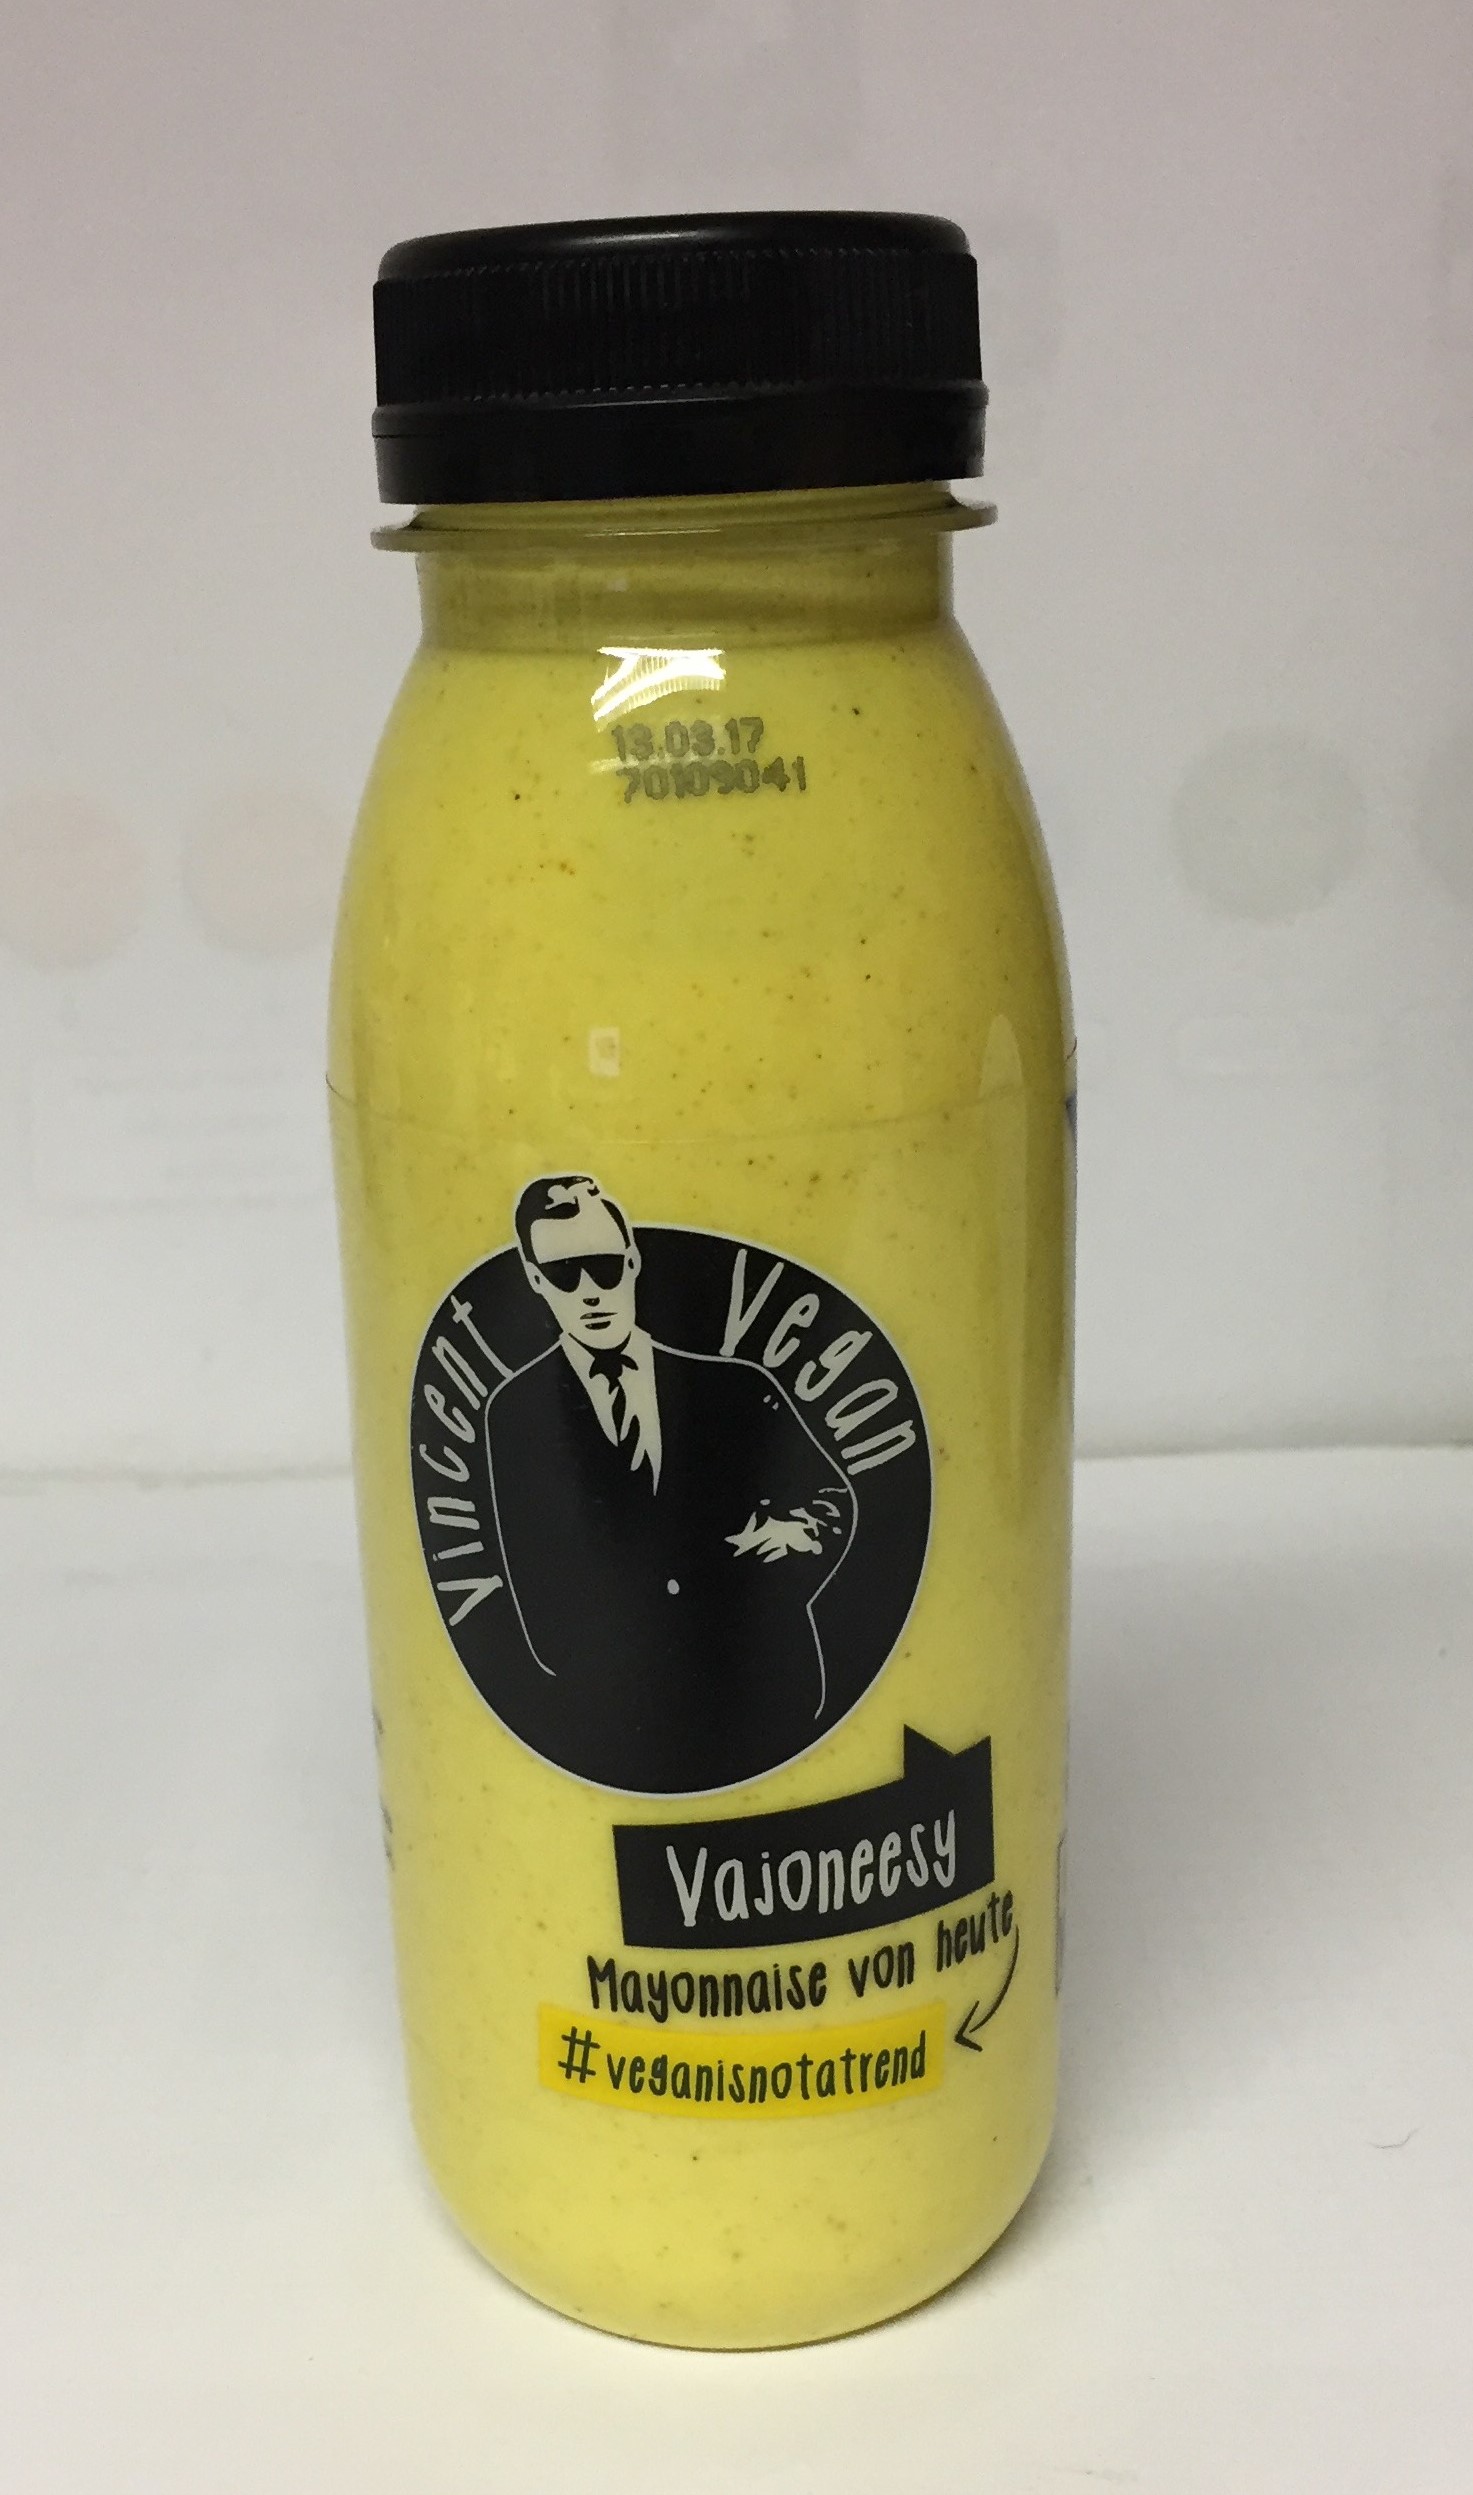 13.03.17
70109041
Vincent Vegan
Vajoneesy
Mayonnaise von heute
#veganisnotatrend